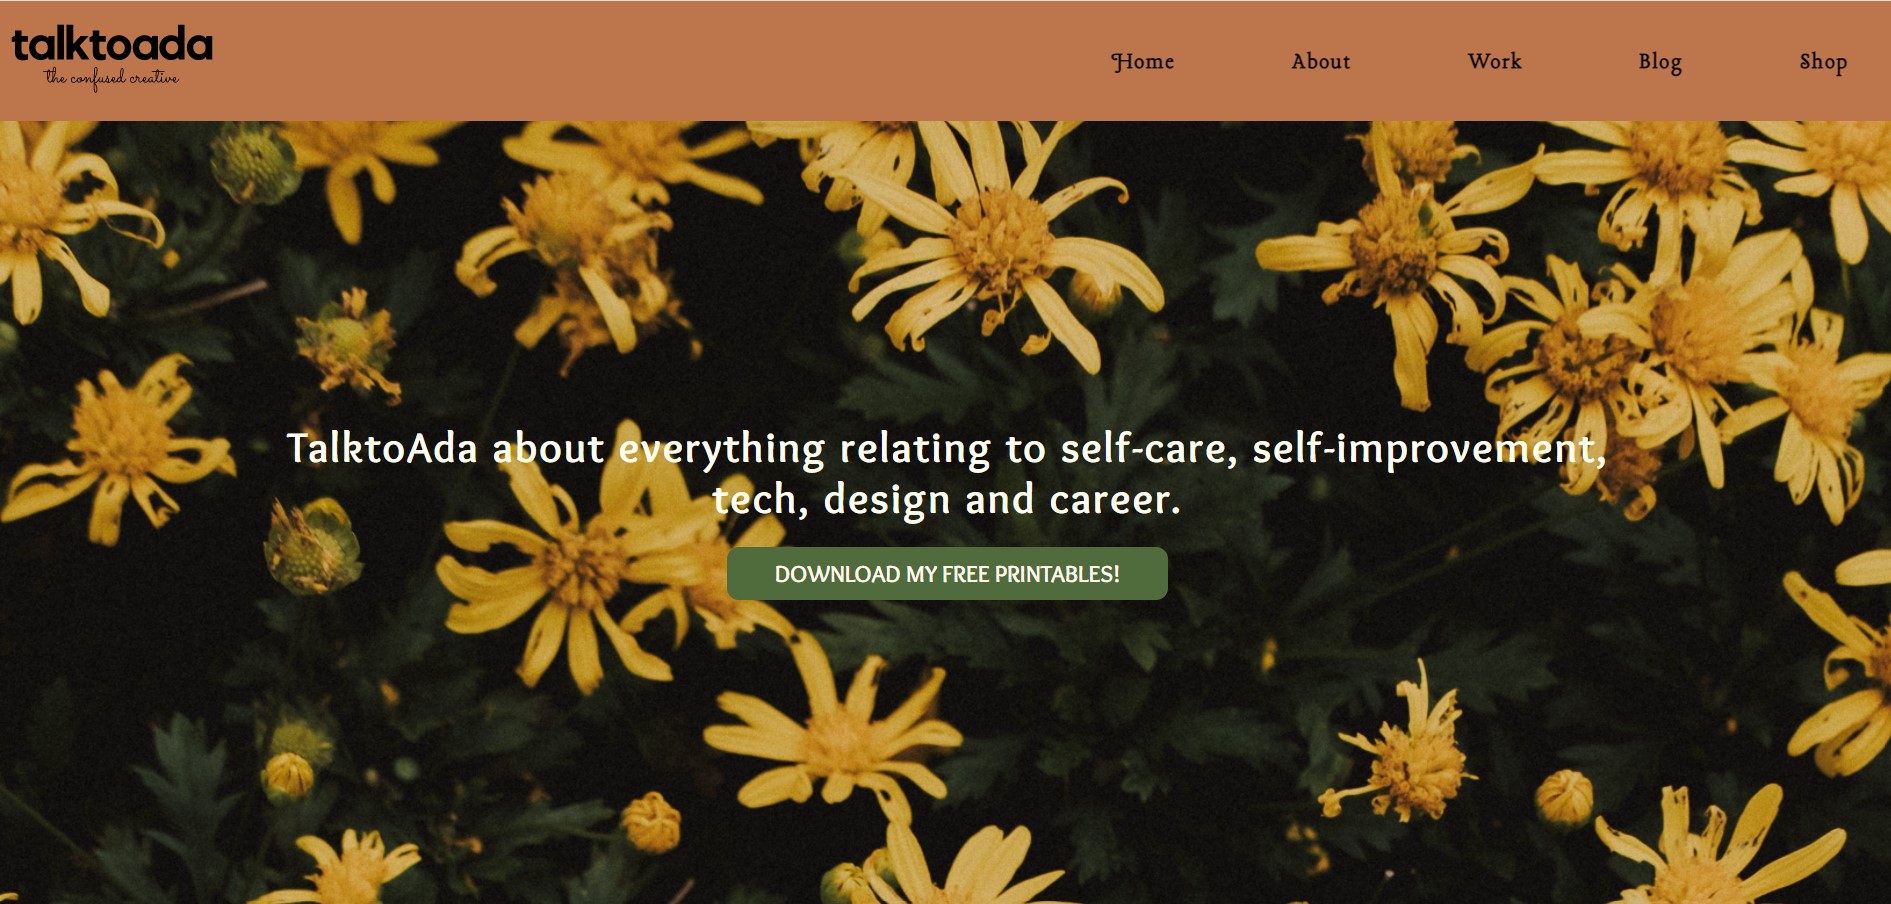 talktoada
the confused creative
Home About Work Blog Shop
TalktoAda about everything relating to self-care, self-improvement,
tech, design and career.
DOWNLOAD MY FREE PRINTABLES!